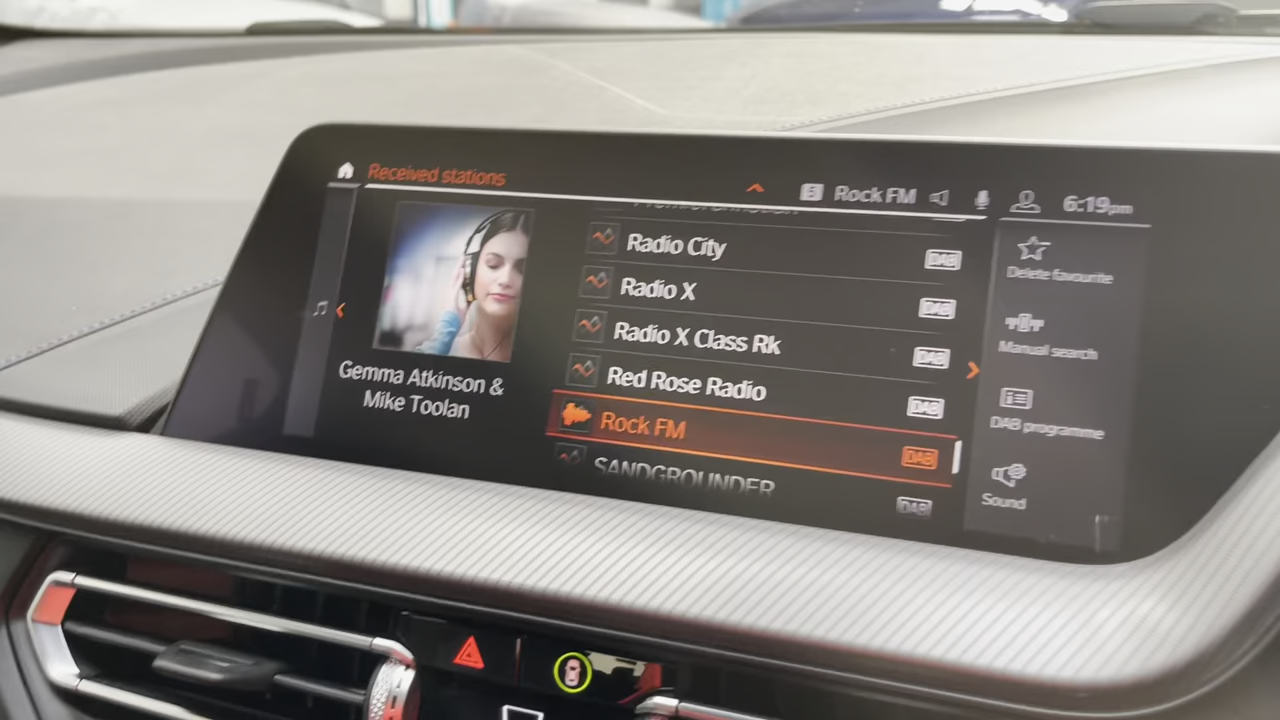 Received stations
Rock FM
6:19pm
Gemma Atkinson &
Mike Toolan
Radio City
DAB
Radio X
DAB
Radio X Class Rk
DAB
Red Rose Radio
DAB
Rock FM
DAB
SANDGROUNDER
DAB
Delete favourite
Manual search
DAB programme
Sound